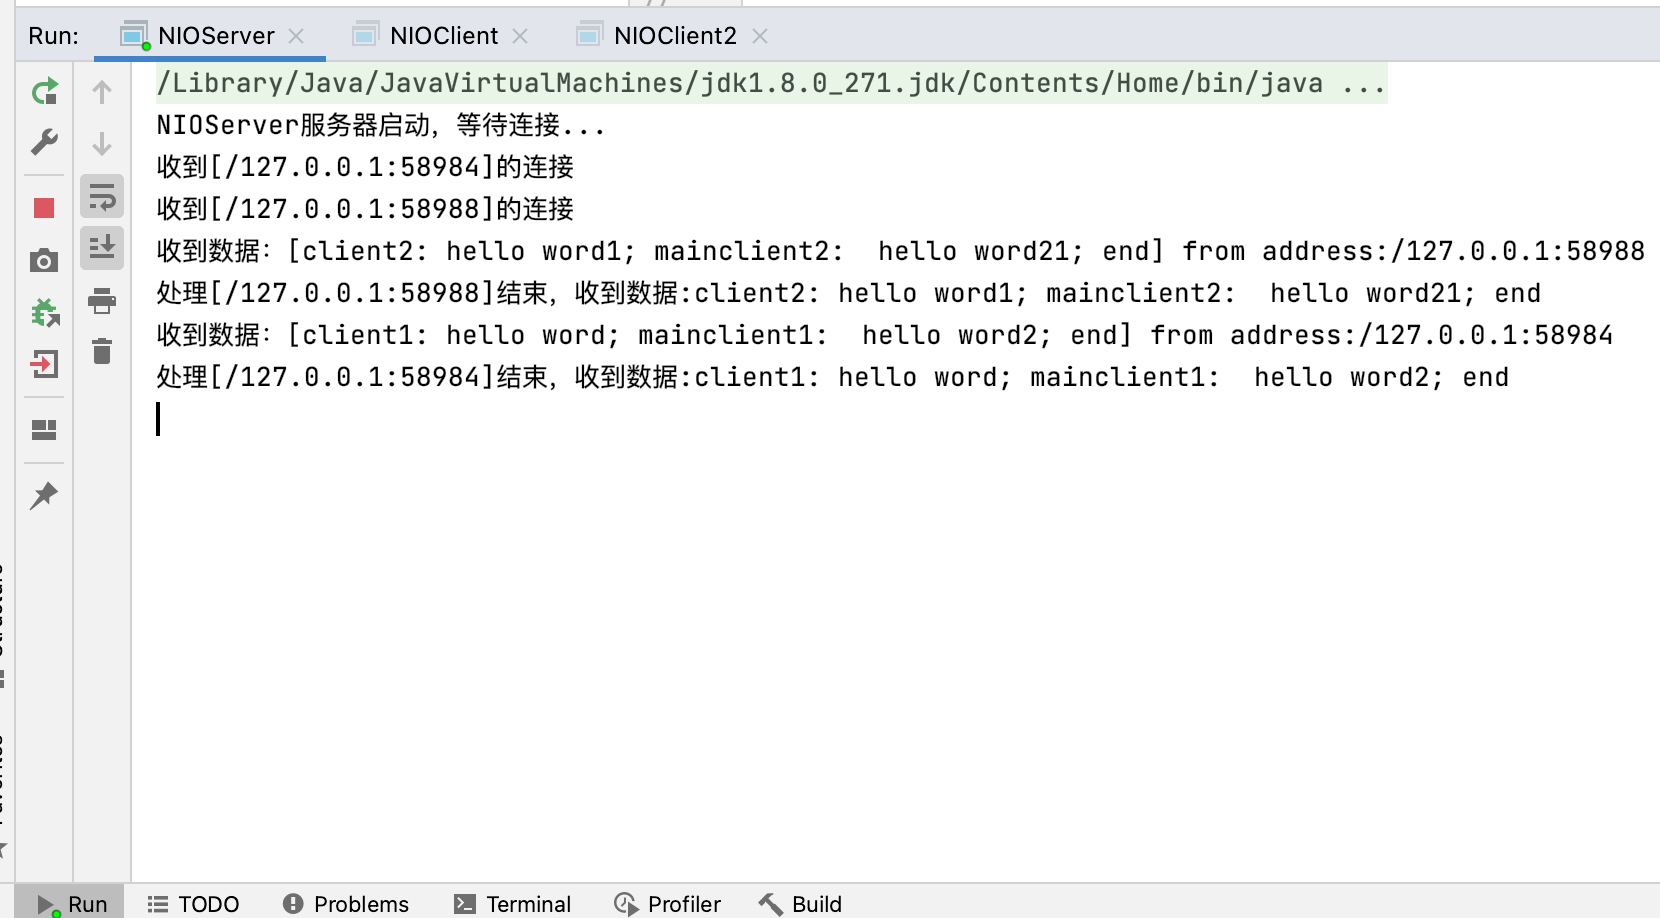 Run: NIOServer NIOClient NIOClient2
/Library/Java/JavaVirtualMachines/jdk1.8.0_271.jdk/Contents/Home/bin/java ...
NIOServer服务器启动，等待连接...
收到[/127.0.0.1:58984]的连接
收到[/127.0.0.1:58988]的连接
收到数据：[client2: hello word1; mainclient2:  hello word21; end] from address:/127.0.0.1:58988
处理[/127.0.0.1:58988]结束，收到数据:client2: hello word1; mainclient2:  hello word21; end
收到数据：[client1: hello word; mainclient1:  hello word2; end] from address:/127.0.0.1:58984
处理[/127.0.0.1:58984]结束，收到数据:client1: hello word; mainclient1:  hello word2; end
Run TODO Problems Terminal Profiler Build